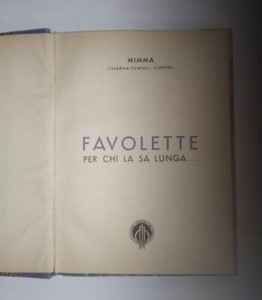 MIMMA
FAVOLETTE
PER CHI LA SA LUNGA....